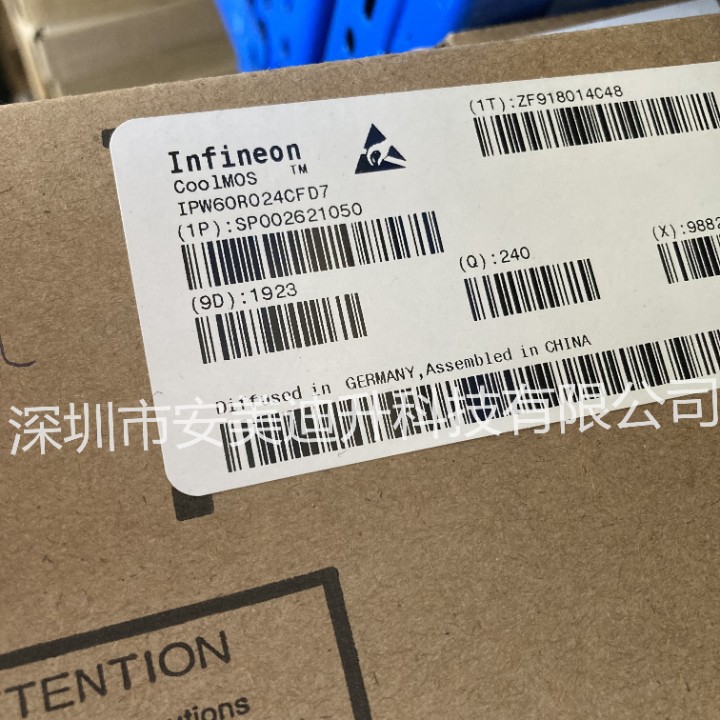 Infineon
CoolMOS ™
IPW60R024CFD7
(1P):SP002621050
(9D):1923
(1T):ZF918014C48
(Q):240
(X):9882
Diffused in GERMANY,Assembled in CHINA
深圳市安美迪升科技有限公司
TENTION